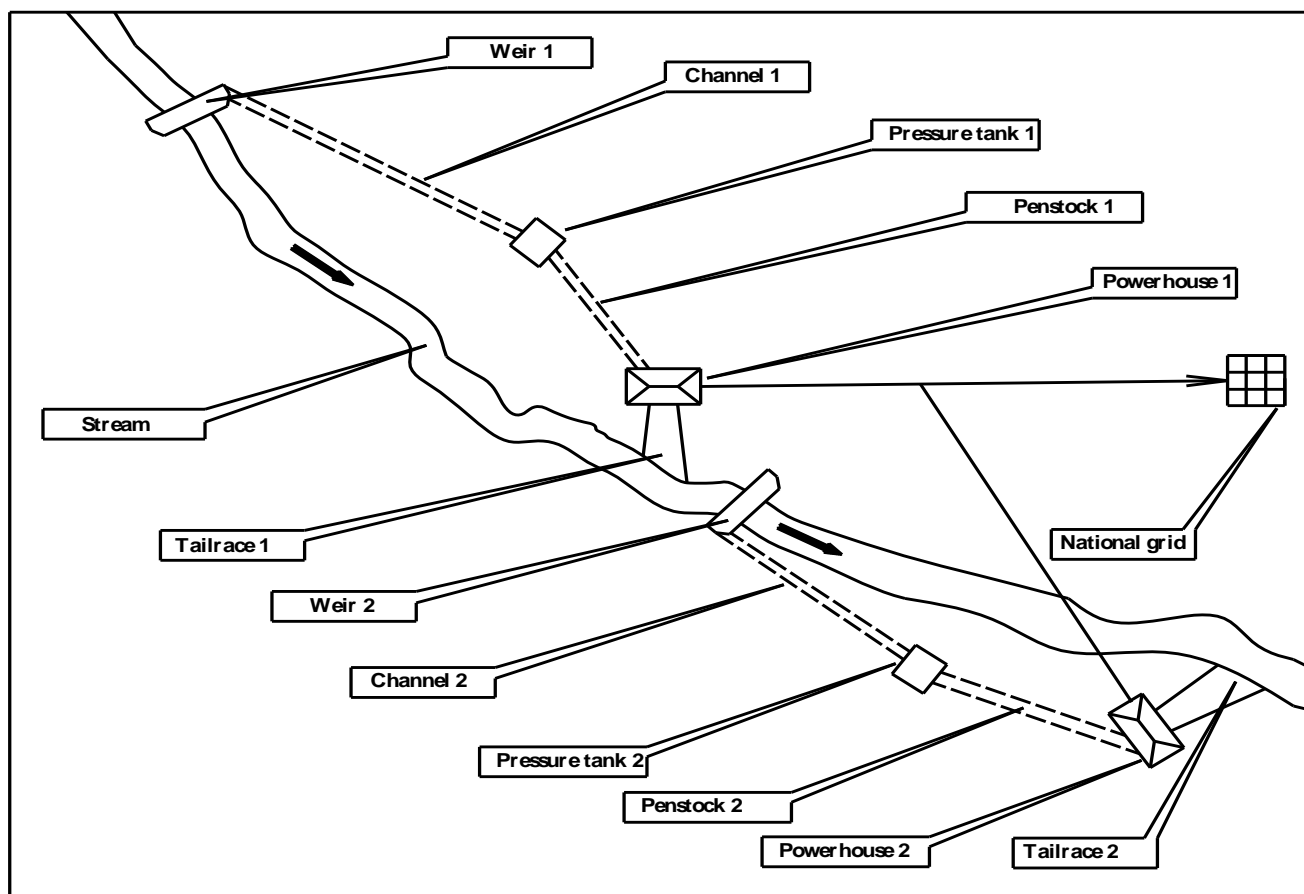 Weir 1
Channel 1
Pressure tank 1
Penstock 1
Powerhouse 1
Stream
Tailrace 1
National grid
Weir 2
Channel 2
Pressure tank 2
Penstock 2
Powerhouse 2
Tailrace 2